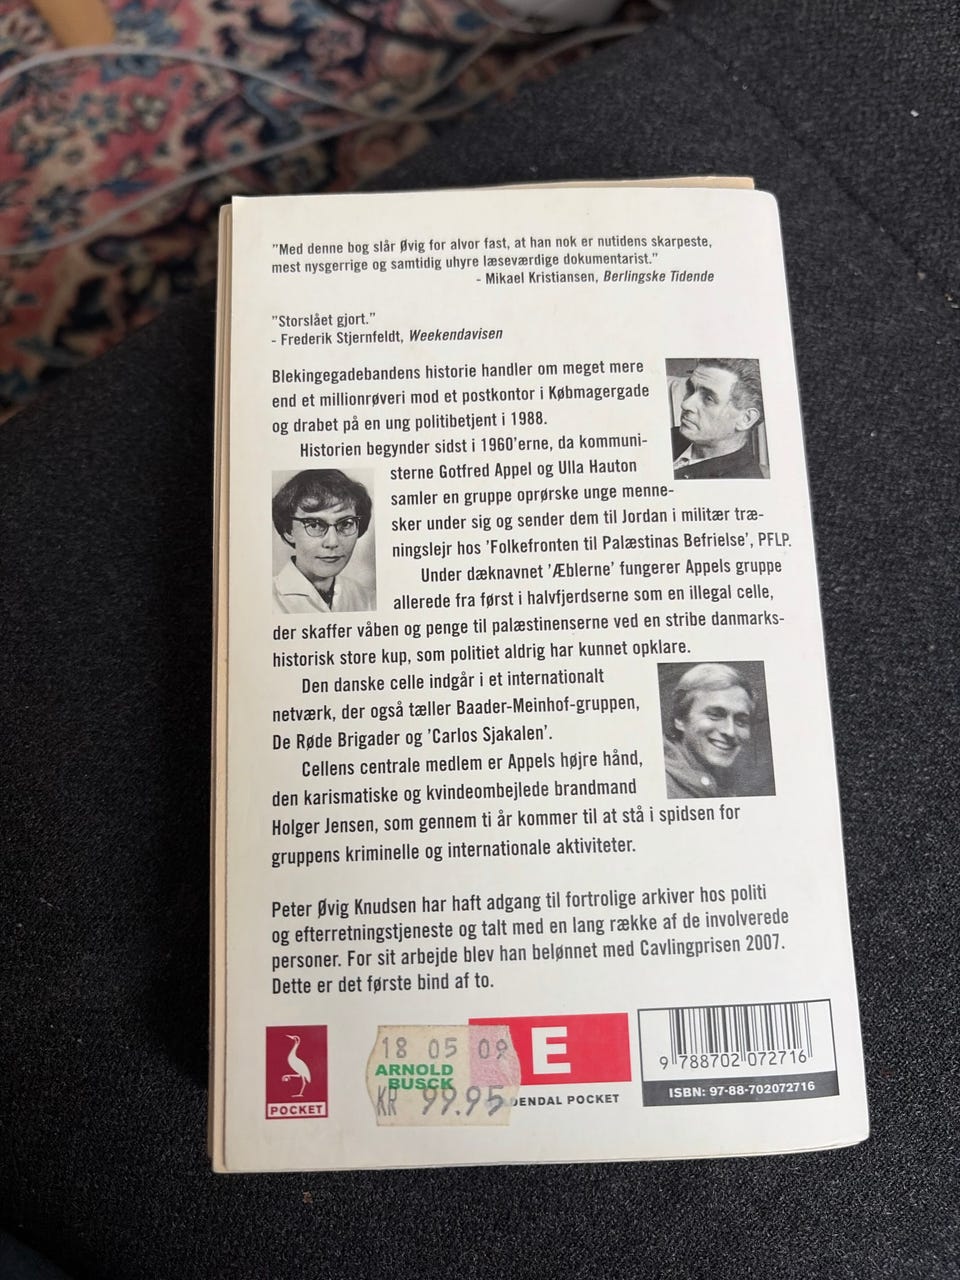 "Med denne bog slår Øvig for alvor fast, at han nok er nutidens skarpeste,
mest nysgerrige og samtidig uhyre læseværdige dokumentarist."
- Mikael Kristiansen, Berlingske Tidende
"Storslået gjort."
- Frederik Stjernfeldt, Weekendavisen
Blekingegadebandens historie handler om meget mere
end et millionrøveri mod et postkontor i Købmagergade
og drabet på en ung politibetjent i 1988.
Historien begynder sidst i 1960'erne, da kommuni-
sterne Gotfred Appel og Ulla Hauton
samler en gruppe oprørske unge menne-
sker under sig og sender dem til Jordan i militær træ-
ningslejr hos 'Folkefronten til Palæstinas Befrielse', PFLP.
Under dæknavnet 'Æblerne' fungerer Appels gruppe
allerede fra først i halvfjerdserne som en illegal celle,
der skaffer våben og penge til palæstinenserne ved en stribe danmarks-
historisk store kup, som politiet aldrig har kunnet opklare.
Den danske celle indgår i et internationalt
netværk, der også tæller Baader-Meinhof-gruppen,
De Røde Brigader og 'Carlos Sjakalen'.
Cellens centrale medlem er Appels højre hånd,
den karismatiske og kvindeombejlede brandmand
Holger Jensen, som gennem ti år kommer til at stå i spidsen for
gruppens kriminelle og internationale aktiviteter.
Peter Øvig Knudsen har haft adgang til fortrolige arkiver hos politi
og efterretningstjeneste og talt med en lang række af de involverede
personer. For sit arbejde blev han belønnet med Cavlingprisen 2007.
Dette er det første bind af to.
POCKET
18 05 09
ARNOLD
BUSCK
KR 99.95
E
DENDAL POCKET
9 788702 072716
ISBN: 97-88-702072716